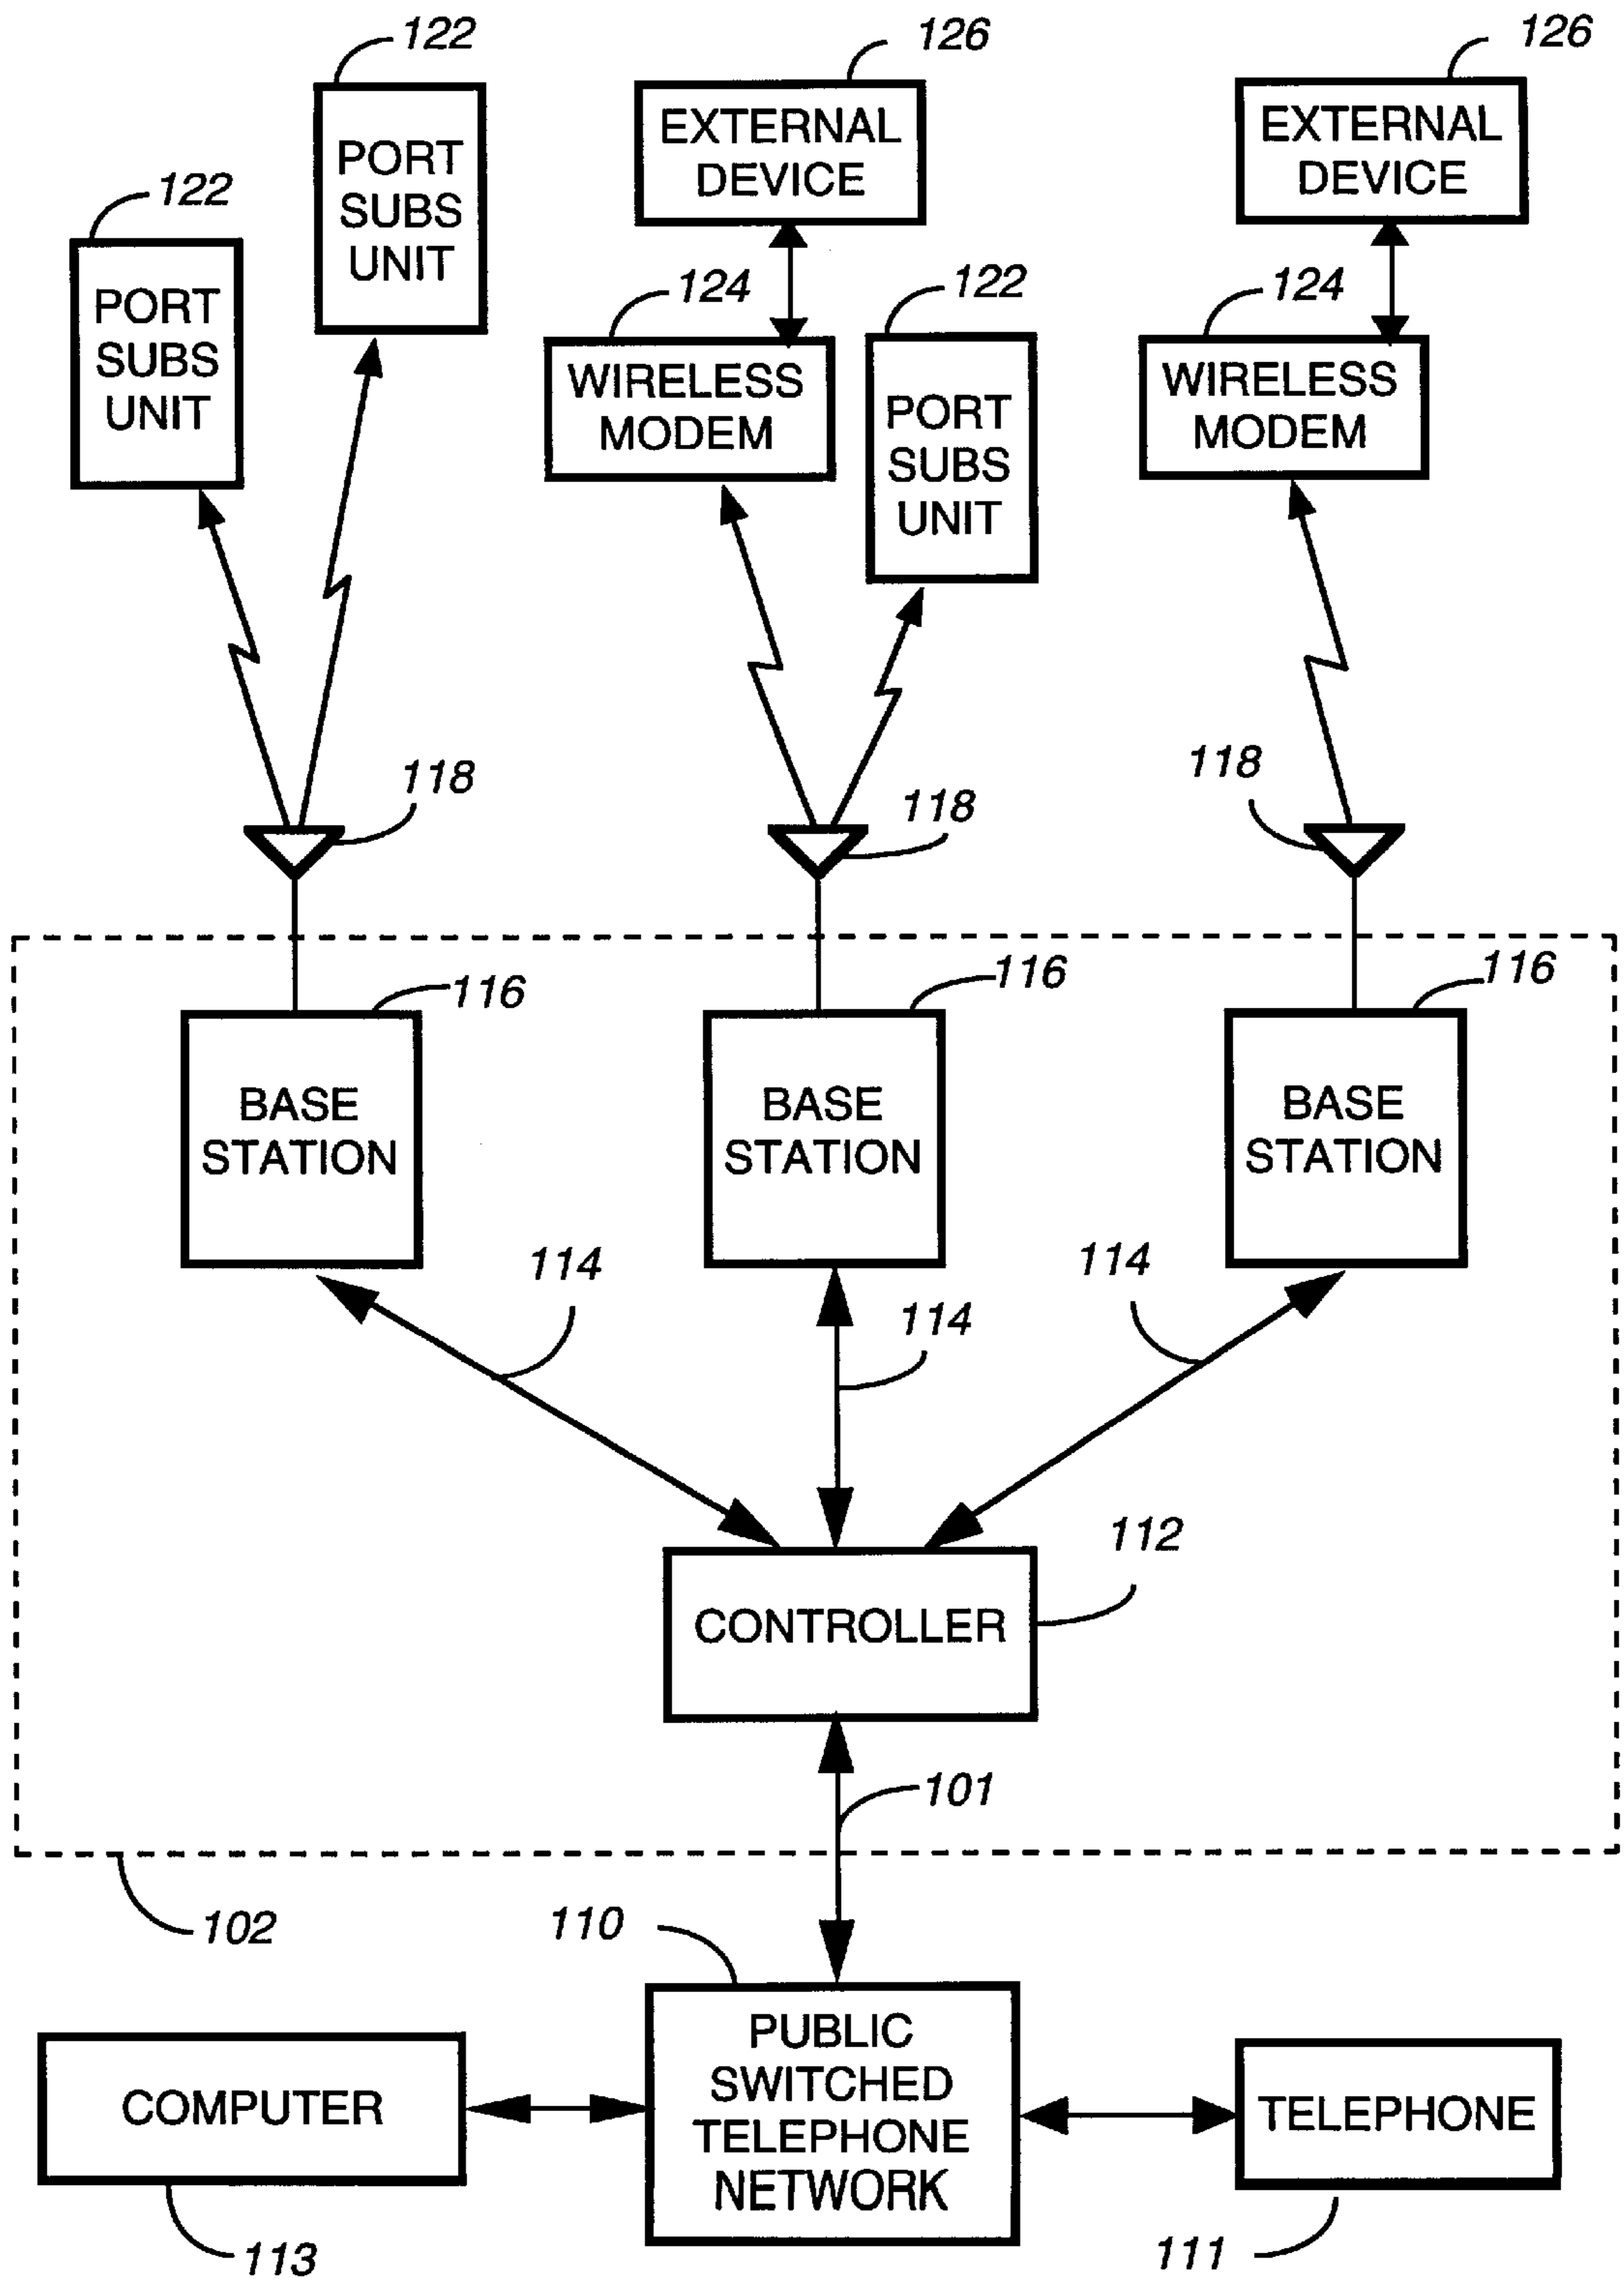 122
126
126
PORT
SUBS
UNIT
EXTERNAL
DEVICE
EXTERNAL
DEVICE
122
PORT
SUBS
UNIT
124
122
124
WIRELESS
MODEM
PORT
SUBS
UNIT
WIRELESS
MODEM
118
118
118
116
116
116
BASE
STATION
BASE
STATION
BASE
STATION
114
114
114
112
CONTROLLER
101
102
110
PUBLIC
SWITCHED
TELEPHONE
NETWORK
COMPUTER
TELEPHONE
113
111